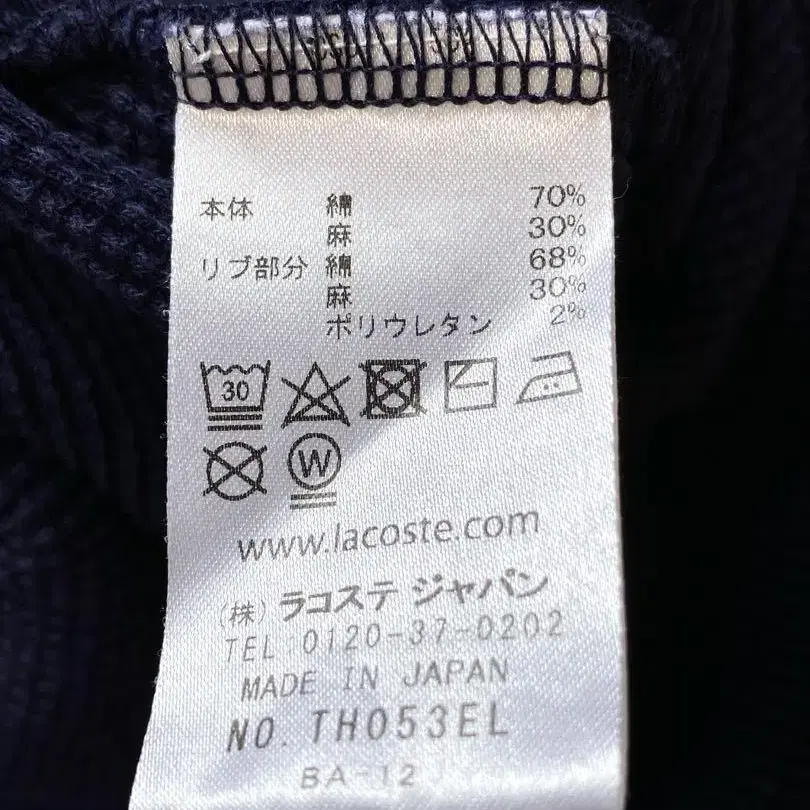 本体 綿 70%
麻 30%
リブ部分 綿 68%
麻 30%
ポリウレタン 2%
30
W
www.lacoste.com
(株) ラコステ ジャパン
TEL:0120-37-0202
MADE IN JAPAN
NO. TH053EL
BA-12